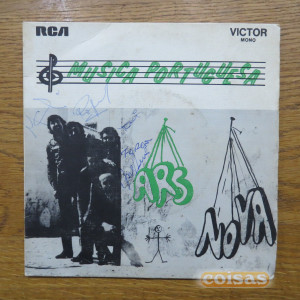 RCA
VICTOR
MONO
MUSICA PORTUGUESA
ARS
NOVA
coisas